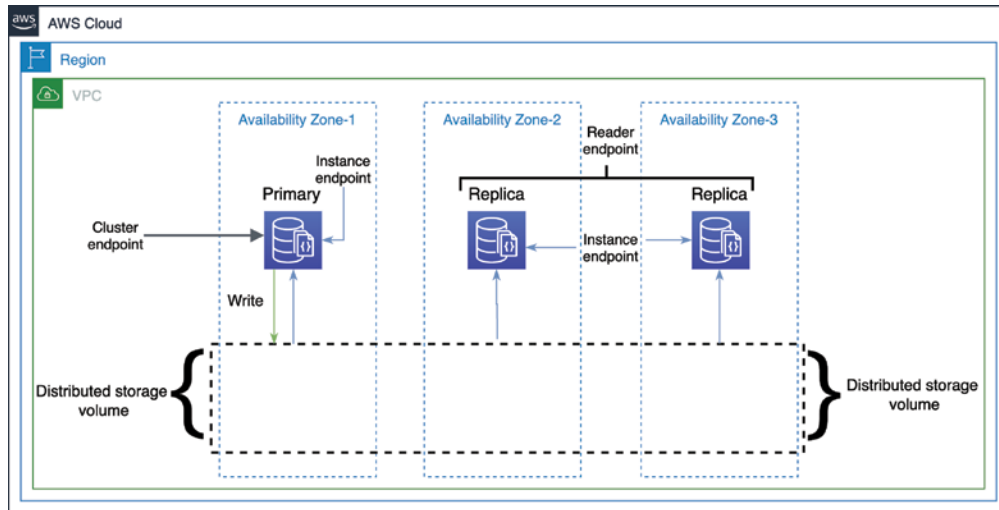 aws
AWS Cloud
Region
VPC
Availability Zone-1
Availability Zone-2
Availability Zone-3
Reader
endpoint
Instance
endpoint
Primary
Replica
Replica
{}
{}
{}
Cluster
endpoint
Instance
endpoint
Write
Distributed storage
volume
Distributed storage
volume